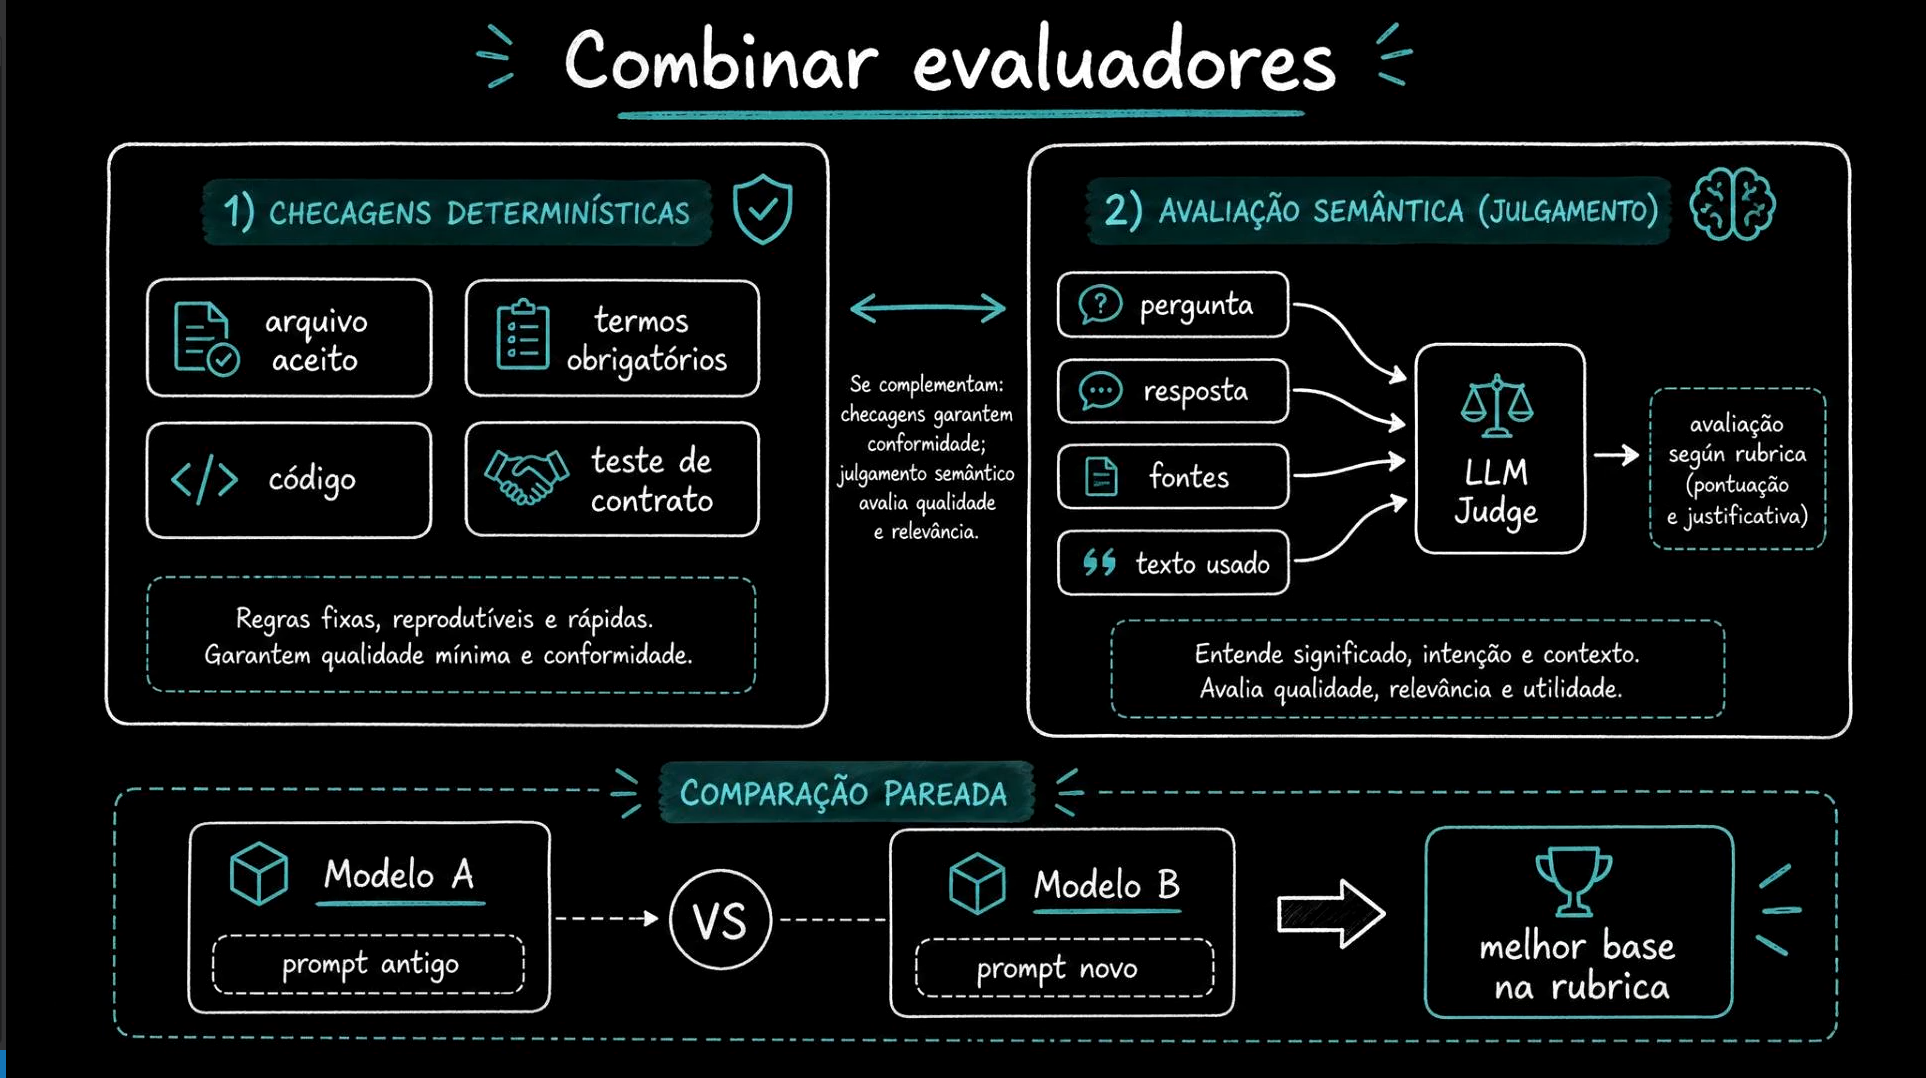 Combinar evaluadores
1) CHECAGENS DETERMINÍSTICAS
arquivo
aceito
termos
obrigatórios
</> código
teste de
contrato
Regras fixas, reprodutíveis e rápidas.
Garantem qualidade mínima e conformidade.
Se complementam:
checagens garantem
conformidade;
julgamento semântico
avalia qualidade
e relevância.
2) AVALIAÇÃO SEMÂNTICA (JULGAMENTO)
pergunta
resposta
fontes
texto usado
LLM
Judge
avaliação
según rubrica
(pontuação
e justificativa)
Entende significado, intenção e contexto.
Avalia qualidade, relevância e utilidade.
COMPARAÇÃO PAREADA
Modelo A
prompt antigo
VS
Modelo B
prompt novo
melhor base
na rubrica